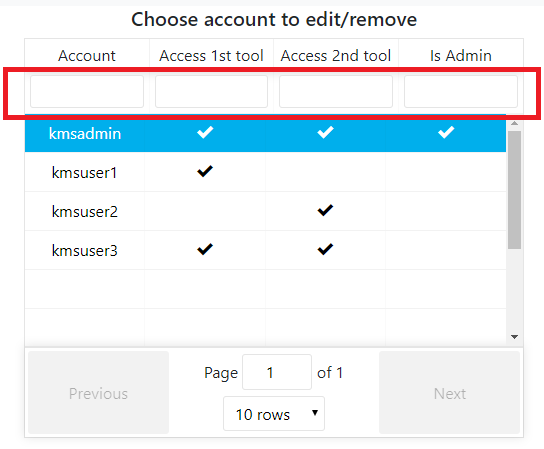 Choose account to edit/remove
Account Access 1st tool Access 2nd tool Is Admin
kmsadmin ✔ ✔ ✔
kmsuser1 ✔
kmsuser2 ✔
kmsuser3 ✔ ✔
Previous Page 1 of 1 Next
10 rows